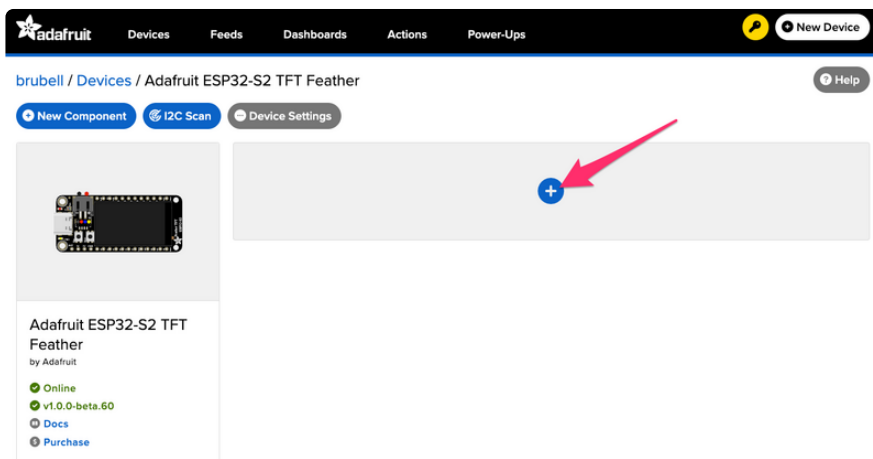 adafruit Devices Feeds Dashboards Actions Power-Ups New Device
brubell / Devices / Adafruit ESP32-S2 TFT Feather Help
New Component I2C Scan Device Settings
+
Adafruit ESP32-S2 TFT
Feather
by Adafruit
Online
v1.0.0-beta.60
Docs
Purchase